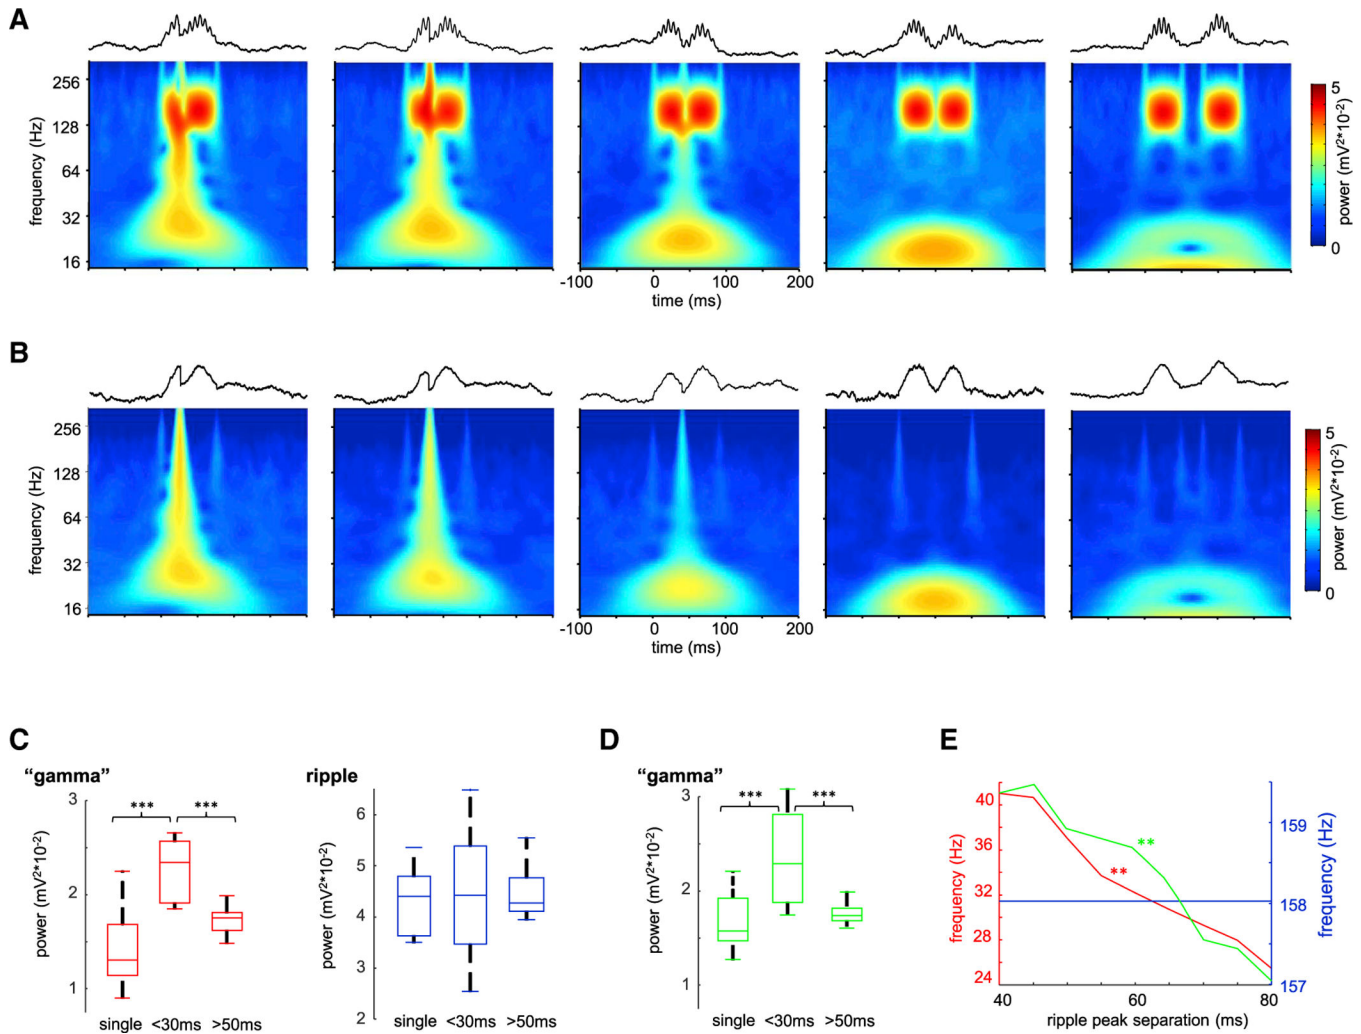 A
256
128
64
32
16
frequency (Hz)
-100 0 100 200
time (ms)
5
0
power (mV²*10⁻²)
B
256
128
64
32
16
frequency (Hz)
-100 0 100 200
time (ms)
5
0
power (mV²*10⁻²)
C
“gamma”
3
2
1
power (mV²*10⁻²)
*** ***
single <30ms >50ms
ripple
6
5
4
3
2
power (mV²*10⁻²)
single <30ms >50ms
D
“gamma”
3
2
1
power (mV²*10⁻²)
*** ***
single <30ms >50ms
E
40
36
32
28
24
frequency (Hz)
**
**
159
158
157
frequency (Hz)
40 60 80
ripple peak separation (ms)